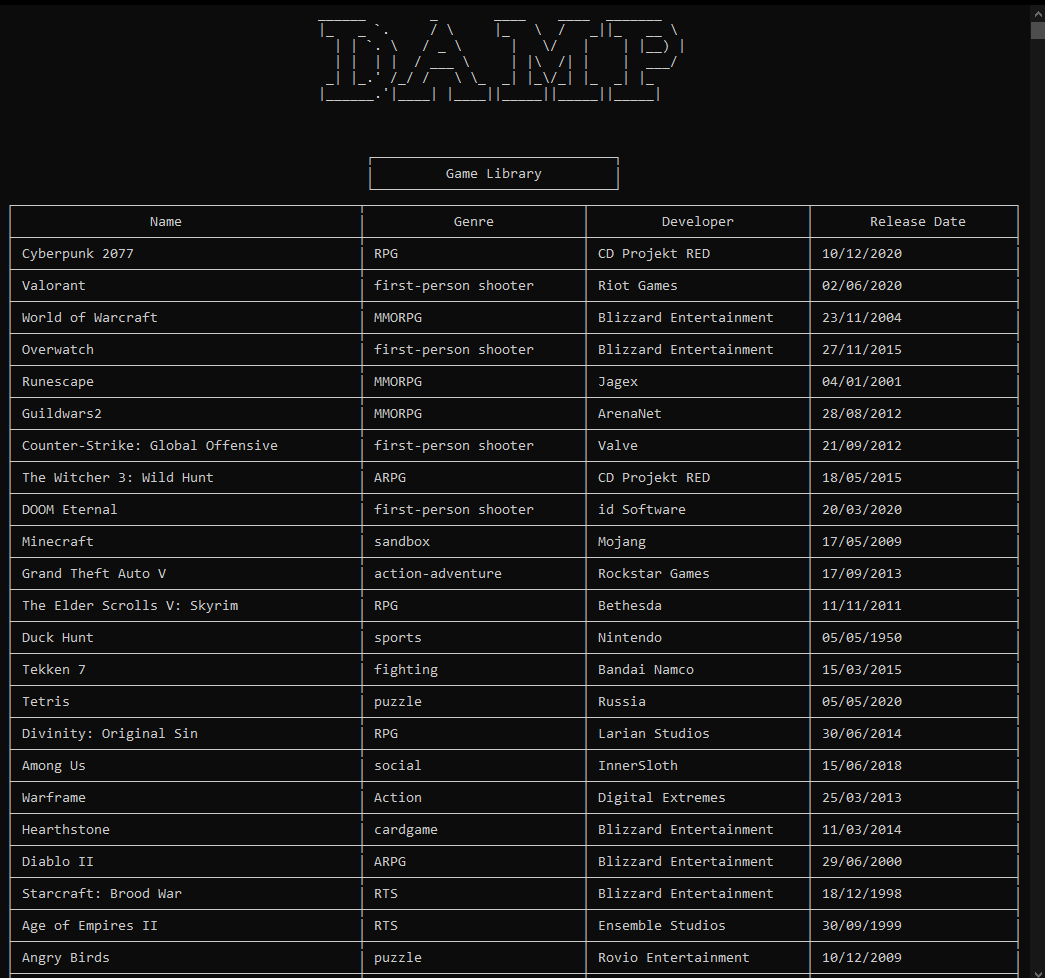 DAMP
Game Library
Name Genre Developer Release Date
Cyberpunk 2077 RPG CD Projekt RED 10/12/2020
Valorant first-person shooter Riot Games 02/06/2020
World of Warcraft MMORPG Blizzard Entertainment 23/11/2004
Overwatch first-person shooter Blizzard Entertainment 27/11/2015
Runescape MMORPG Jagex 04/01/2001
Guildwars2 MMORPG ArenaNet 28/08/2012
Counter-Strike: Global Offensive first-person shooter Valve 21/09/2012
The Witcher 3: Wild Hunt ARPG CD Projekt RED 18/05/2015
DOOM Eternal first-person shooter id Software 20/03/2020
Minecraft sandbox Mojang 17/05/2009
Grand Theft Auto V action-adventure Rockstar Games 17/09/2013
The Elder Scrolls V: Skyrim RPG Bethesda 11/11/2011
Duck Hunt sports Nintendo 05/05/1950
Tekken 7 fighting Bandai Namco 15/03/2015
Tetris puzzle Russia 05/05/2020
Divinity: Original Sin RPG Larian Studios 30/06/2014
Among Us social InnerSloth 15/06/2018
Warframe Action Digital Extremes 25/03/2013
Hearthstone cardgame Blizzard Entertainment 11/03/2014
Diablo II ARPG Blizzard Entertainment 29/06/2000
Starcraft: Brood War RTS Blizzard Entertainment 18/12/1998
Age of Empires II RTS Ensemble Studios 30/09/1999
Angry Birds puzzle Rovio Entertainment 10/12/2009